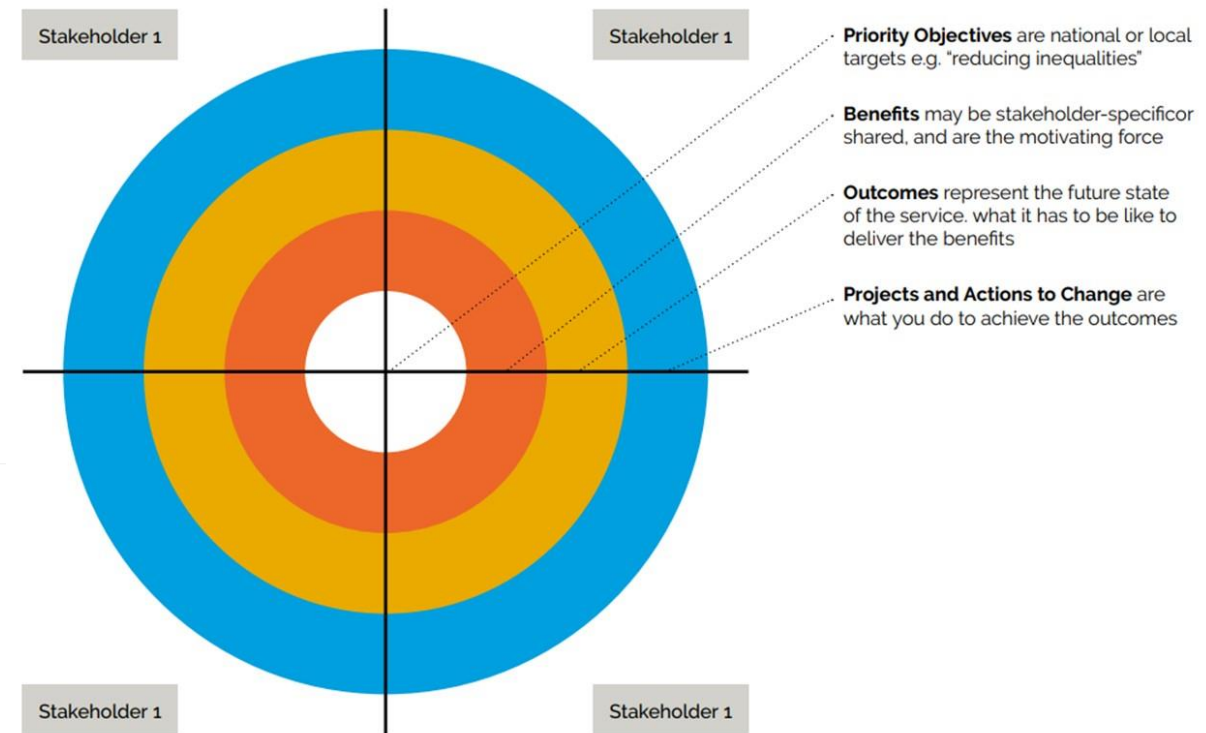 Stakeholder 1
Stakeholder 1
Priority Objectives are national or local
targets e.g. “reducing inequalities”
Benefits may be stakeholder-specificor
shared, and are the motivating force
Outcomes represent the future state
of the service. what it has to be like to
deliver the benefits
Projects and Actions to Change are
what you do to achieve the outcomes
Stakeholder 1
Stakeholder 1